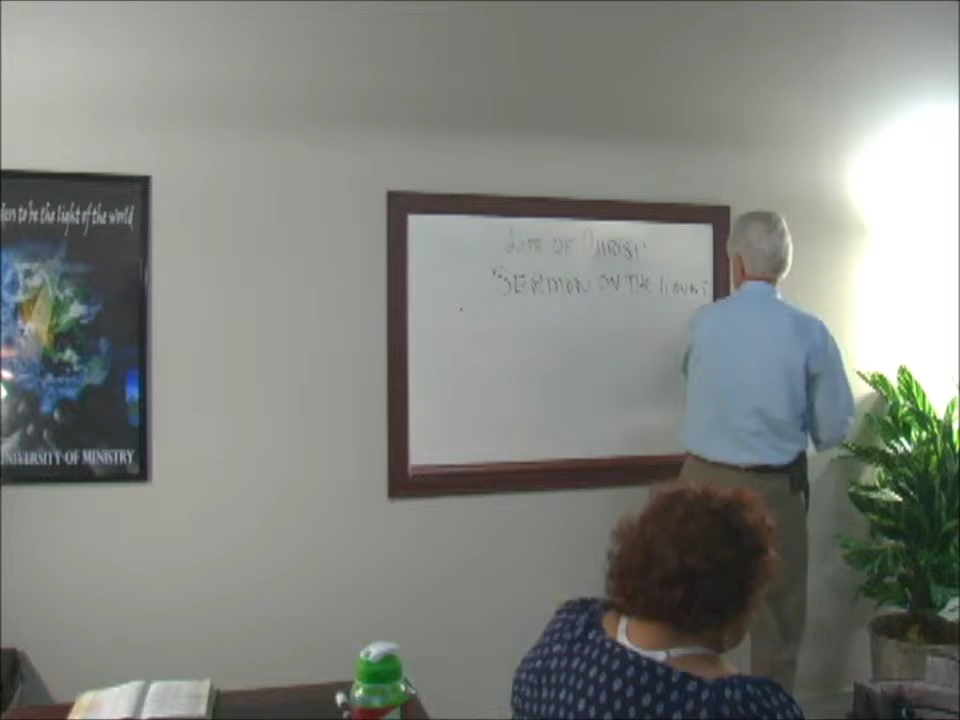 to be the light of the world
UNIVERSITY OF MINISTRY
LIFE OF CHRIST
SERMON ON THE MOUNT